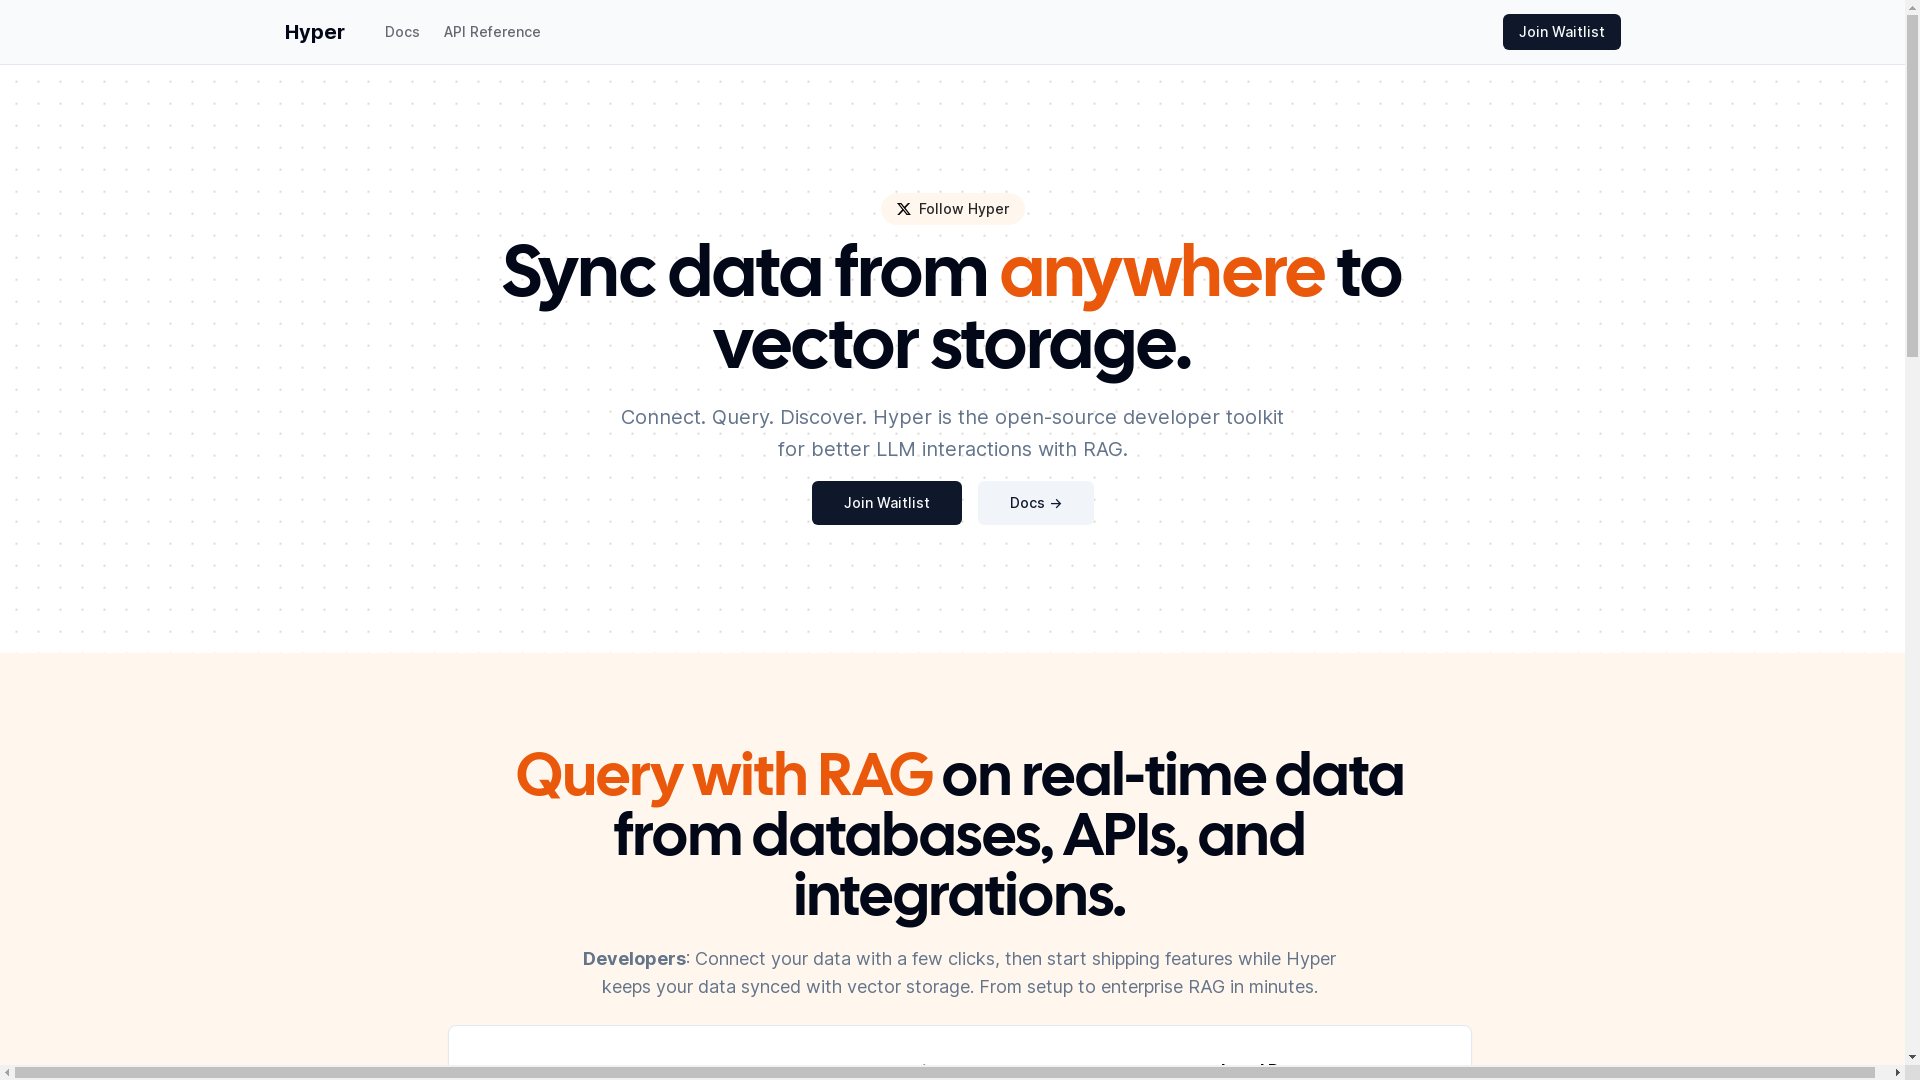 Hyper
Docs
API Reference
Join Waitlist
Follow Hyper
Sync data from anywhere to
vector storage.
Connect. Query. Discover. Hyper is the open-source developer toolkit
for better LLM interactions with RAG.
Join Waitlist
Docs →
Query with RAG on real-time data
from databases, APIs, and
integrations.
Developers: Connect your data with a few clicks, then start shipping features while Hyper
keeps your data synced with vector storage. From setup to enterprise RAG in minutes.